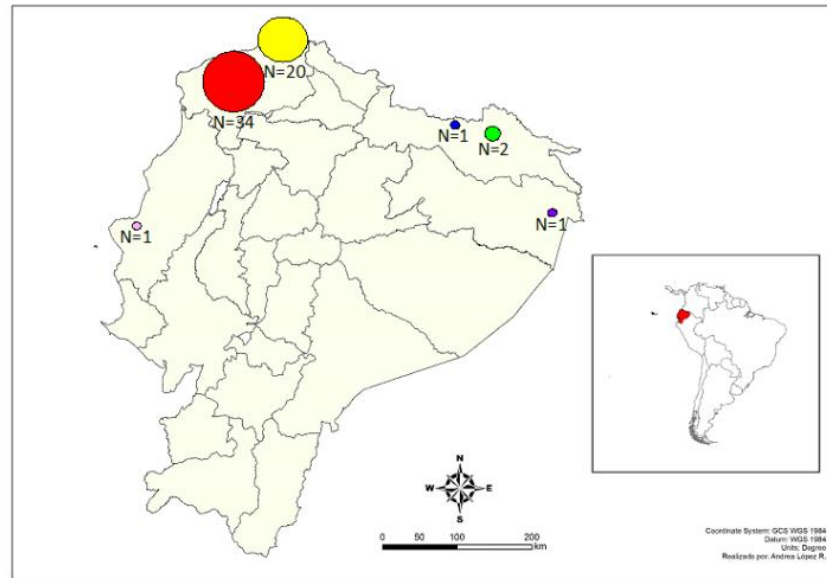 N=20
N=34
N=1
N=2
N=1
N=1
N
W E
S
0 50 100 200
km
Coordinate System: GCS WGS 1984
Datum: WGS 1984
Units: Degree
Realizado por: Andrea López R.